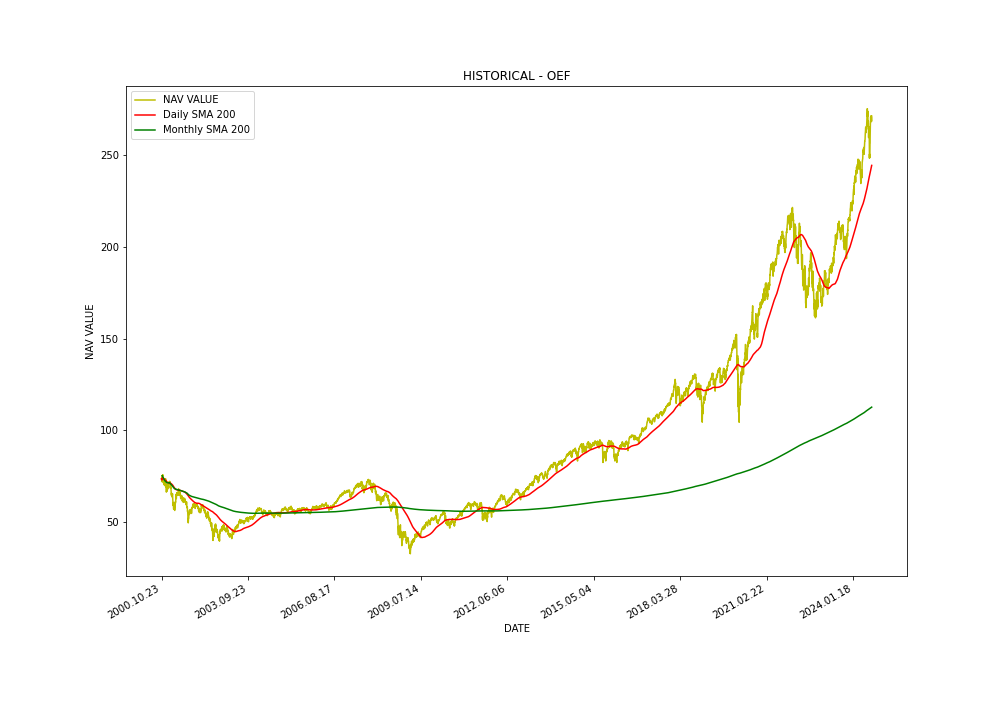 HISTORICAL - OEF
NAV VALUE
Daily SMA 200
Monthly SMA 200
250
200
150
100
50
NAV VALUE
2000.10.23
2003.09.23
2006.08.17
2009.07.14
2012.06.06
2015.05.04
2018.03.28
2021.02.22
2024.01.18
DATE